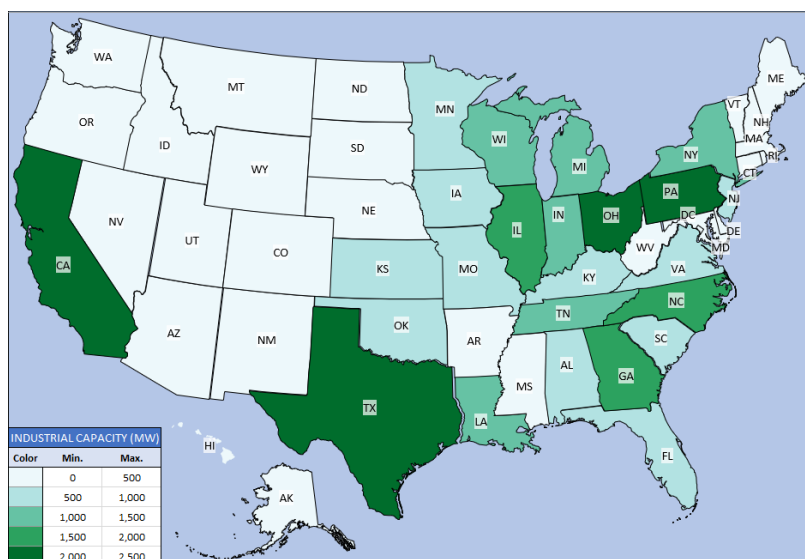 WA
MT
ND
MN
ME
VT
NH
OR
ID
SD
WI
MI
NY
MA
RI
CT
WY
IA
PA
NJ
NE
OH
DC
DE
NV
UT
CO
IL
IN
WV
MD
CA
KS
MO
KY
VA
NC
TN
AZ
NM
OK
AR
SC
MS
AL
GA
TX
LA
FL
HI
AK
INDUSTRIAL CAPACITY (MW)
Color Min. Max.
0 500
500 1,000
1,000 1,500
1,500 2,000
2,000 2,500